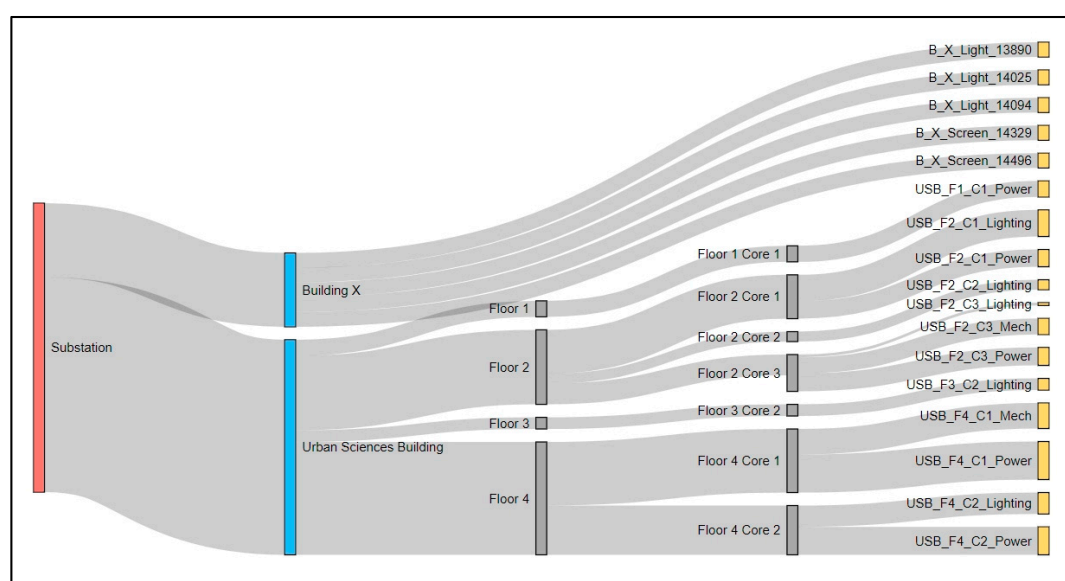 B_X_Light_13890
B_X_Light_14025
B_X_Light_14094
B_X_Screen_14329
B_X_Screen_14496
USB_F1_C1_Power
USB_F2_C1_Lighting
Floor 1 Core 1
USB_F2_C1_Power
USB_F2_C2_Lighting
Building X
Floor 2 Core 1
USB_F2_C3_Lighting
Floor 1
USB_F2_C3_Mech
Floor 2 Core 2
Substation
USB_F2_C3_Power
Floor 2
Floor 2 Core 3
USB_F3_C2_Lighting
Floor 3 Core 2
USB_F4_C1_Mech
Floor 3
Urban Sciences Building
Floor 4 Core 1
USB_F4_C1_Power
Floor 4
USB_F4_C2_Lighting
Floor 4 Core 2
USB_F4_C2_Power